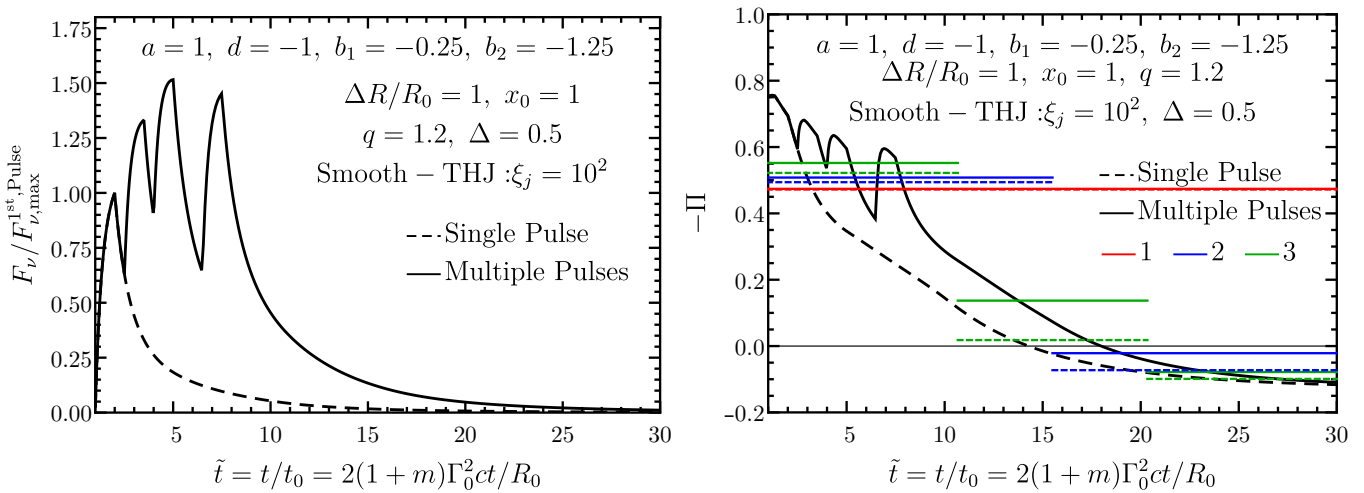 a = 1, d = −1, b₁ = −0.25, b₂ = −1.25
ΔR/R₀ = 1, x₀ = 1
q = 1.2, Δ = 0.5
Smooth − THJ :ξⱼ = 10²
Single Pulse
Multiple Pulses
1.75
1.50
1.25
1.00
0.75
0.50
0.25
0.00
F_ν/F_{ν,max}^{1st,Pulse}
5 10 15 20 25 30
t̃ = t/t₀ = 2(1 + m)Γ₀²ct/R₀
a = 1, d = −1, b₁ = −0.25, b₂ = −1.25
ΔR/R₀ = 1, x₀ = 1, q = 1.2
Smooth − THJ :ξⱼ = 10², Δ = 0.5
Single Pulse
Multiple Pulses
1 2 3
1.0
0.8
0.6
0.4
0.2
0.0
−0.2
−Π
5 10 15 20 25 30
t̃ = t/t₀ = 2(1 + m)Γ₀²ct/R₀